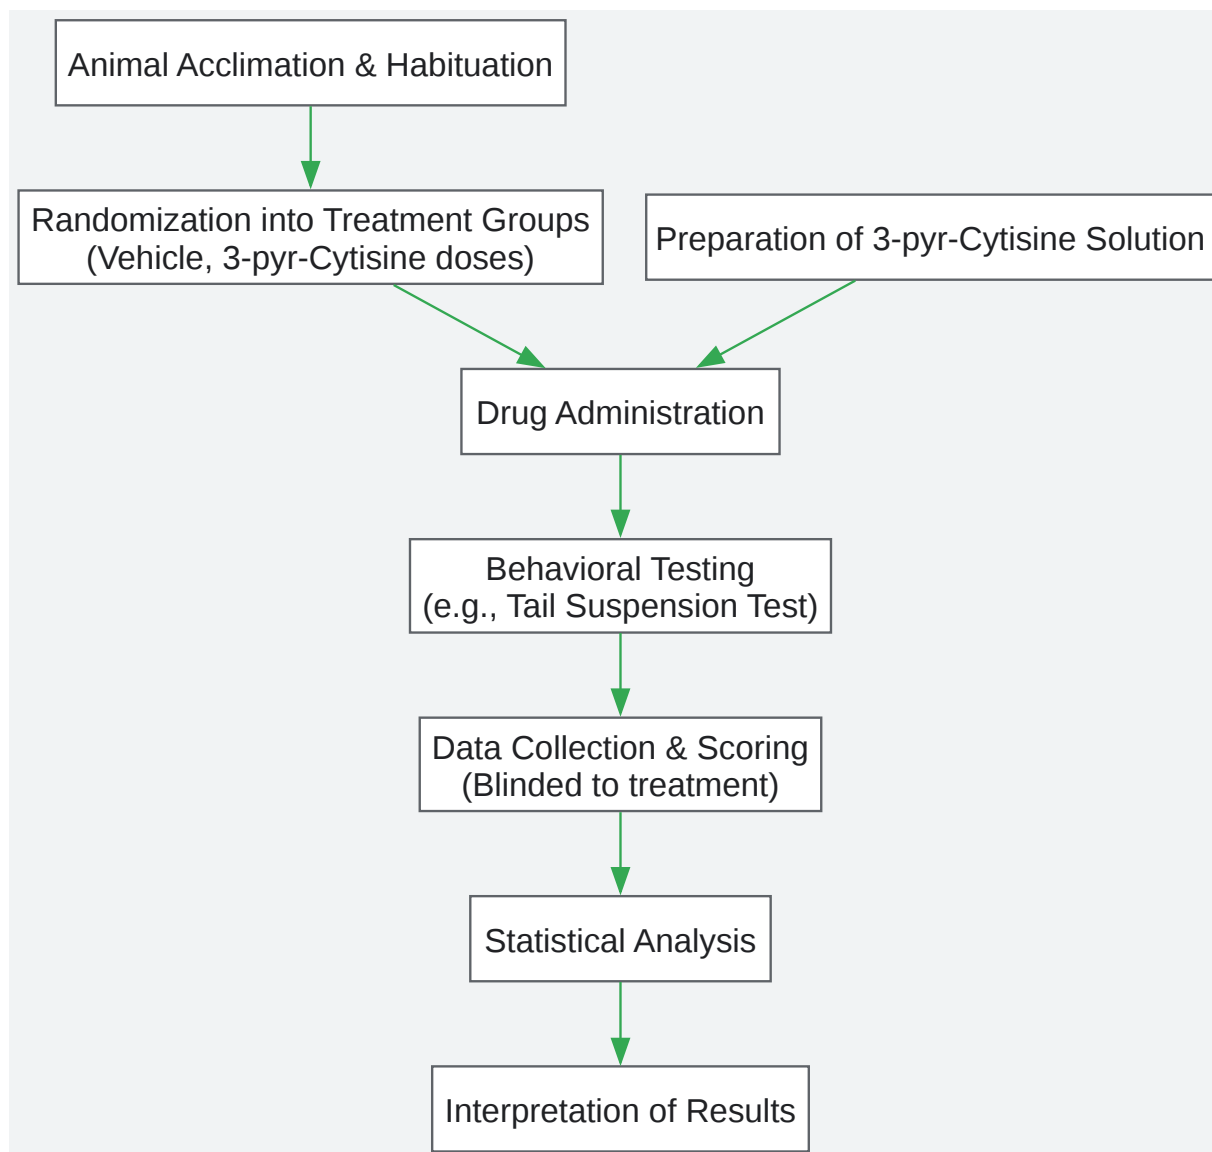 Animal Acclimation & Habituation
Randomization into Treatment Groups
(Vehicle, 3-pyr-Cytisine doses)
Preparation of 3-pyr-Cytisine Solution
Drug Administration
Behavioral Testing
(e.g., Tail Suspension Test)
Data Collection & Scoring
(Blinded to treatment)
Statistical Analysis
Interpretation of Results